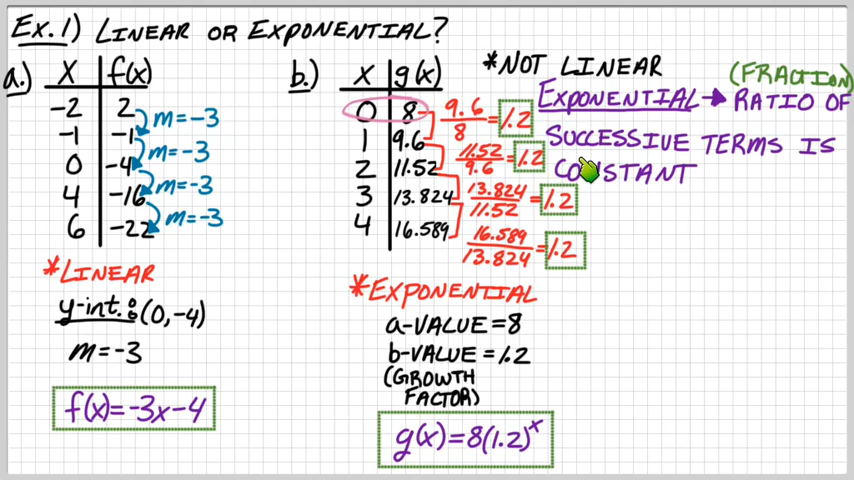 Ex. 1) LINEAR OR EXPONENTIAL?
a.)
x f(x)
-2 2
-1 -1
0 -4
4 -16
6 -22
m = -3
m = -3
m = -3
m = -3
*LINEAR
y-int.: (0, -4)
m = -3
f(x) = -3x - 4
b.)
x g(x)
0 8
1 9.6
2 11.52
3 13.824
4 16.589
9.6/8 = 1.2
11.52/9.6 = 1.2
13.824/11.52 = 1.2
16.589/13.824 = 1.2
*EXPONENTIAL
a-VALUE = 8
b-VALUE = 1.2
(GROWTH
FACTOR)
g(x) = 8(1.2)^x
*NOT LINEAR
(FRACTION)
EXPONENTIAL → RATIO OF
SUCCESSIVE TERMS IS
CONSTANT